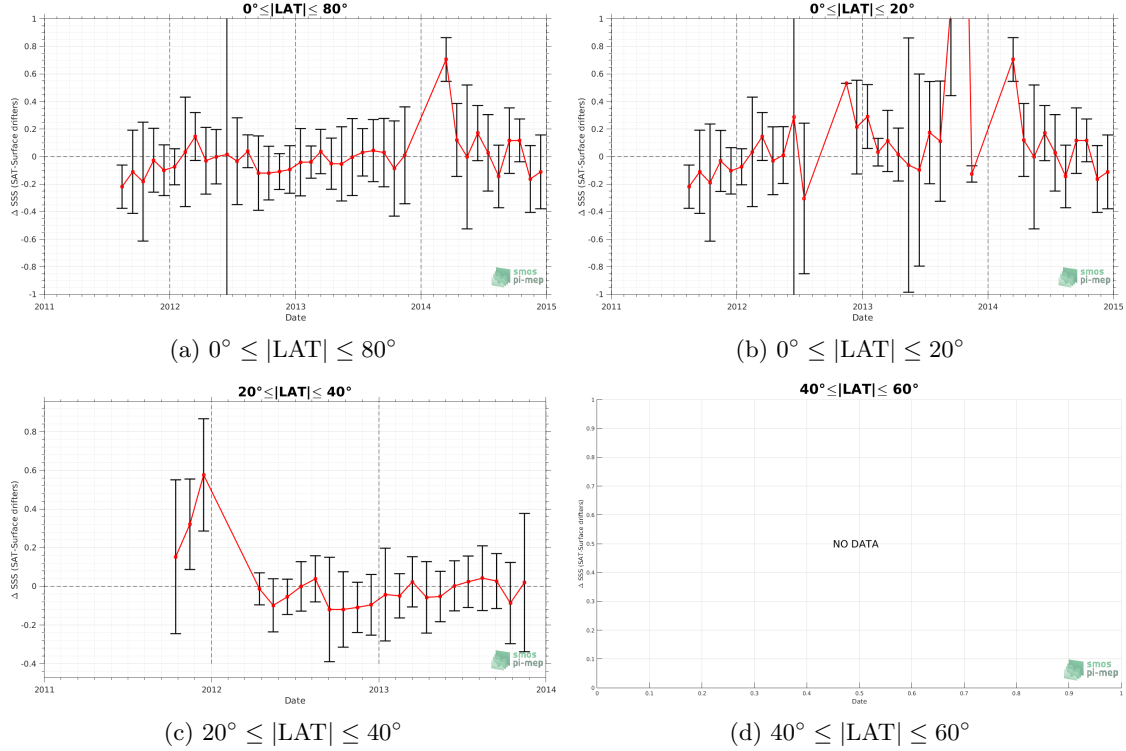 0°≤|LAT|≤ 80°
1
0.8
0.6
0.4
0.2
0
-0.2
-0.4
-0.6
-0.8
-1
Δ SSS (SAT-Surface drifters)
2011
2012
2013
2014
2015
Date
smos
pi-mep
(a) 0° ≤ |LAT| ≤ 80°
0°≤|LAT|≤ 20°
1
0.8
0.6
0.4
0.2
0
-0.2
-0.4
-0.6
-0.8
-1
Δ SSS (SAT-Surface drifters)
2011
2012
2013
2014
2015
Date
smos
pi-mep
(b) 0° ≤ |LAT| ≤ 20°
20°≤|LAT|≤ 40°
0.8
0.6
0.4
0.2
0
-0.2
-0.4
Δ SSS (SAT-Surface drifters)
2011
2012
2013
2014
Date
smos
pi-mep
(c) 20° ≤ |LAT| ≤ 40°
40°≤|LAT|≤ 60°
1
0.9
0.8
0.7
0.6
0.5
0.4
0.3
0.2
0.1
0
Δ SSS (SAT-Surface drifters)
NO DATA
0
0.1
0.2
0.3
0.4
0.5
0.6
0.7
0.8
0.9
1
Date
smos
pi-mep
(d) 40° ≤ |LAT| ≤ 60°